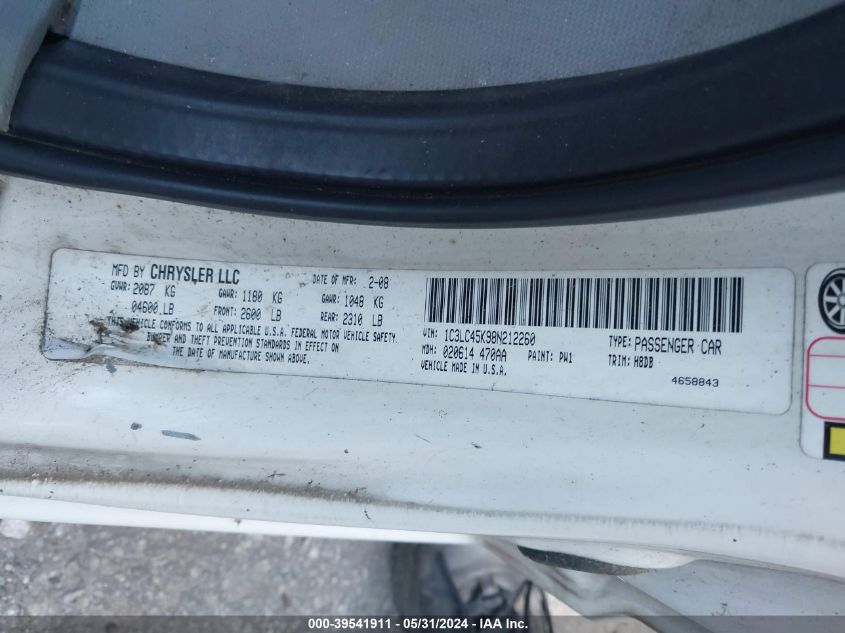 MFD BY CHRYSLER LLC DATE OF MFR: 2-08
GVWR: 2087 KG GAWR: 1180 KG GAWR: 1048 KG
04600 LB FRONT: 2600 LB REAR: 2310 LB
THIS VEHICLE CONFORMS TO ALL APPLICABLE U.S.A. FEDERAL MOTOR VEHICLE SAFETY,
BUMPER AND THEFT PREVENTION STANDARDS IN EFFECT ON
THE DATE OF MANUFACTURE SHOWN ABOVE.
VIN: 1C3LC45K98N212260 TYPE: PASSENGER CAR
MDH: 020614 470AA PAINT: PW1 TRIM: H8DB
VEHICLE MADE IN U.S.A. 4658843
000-39541911 - 05/31/2024 - IAA Inc.